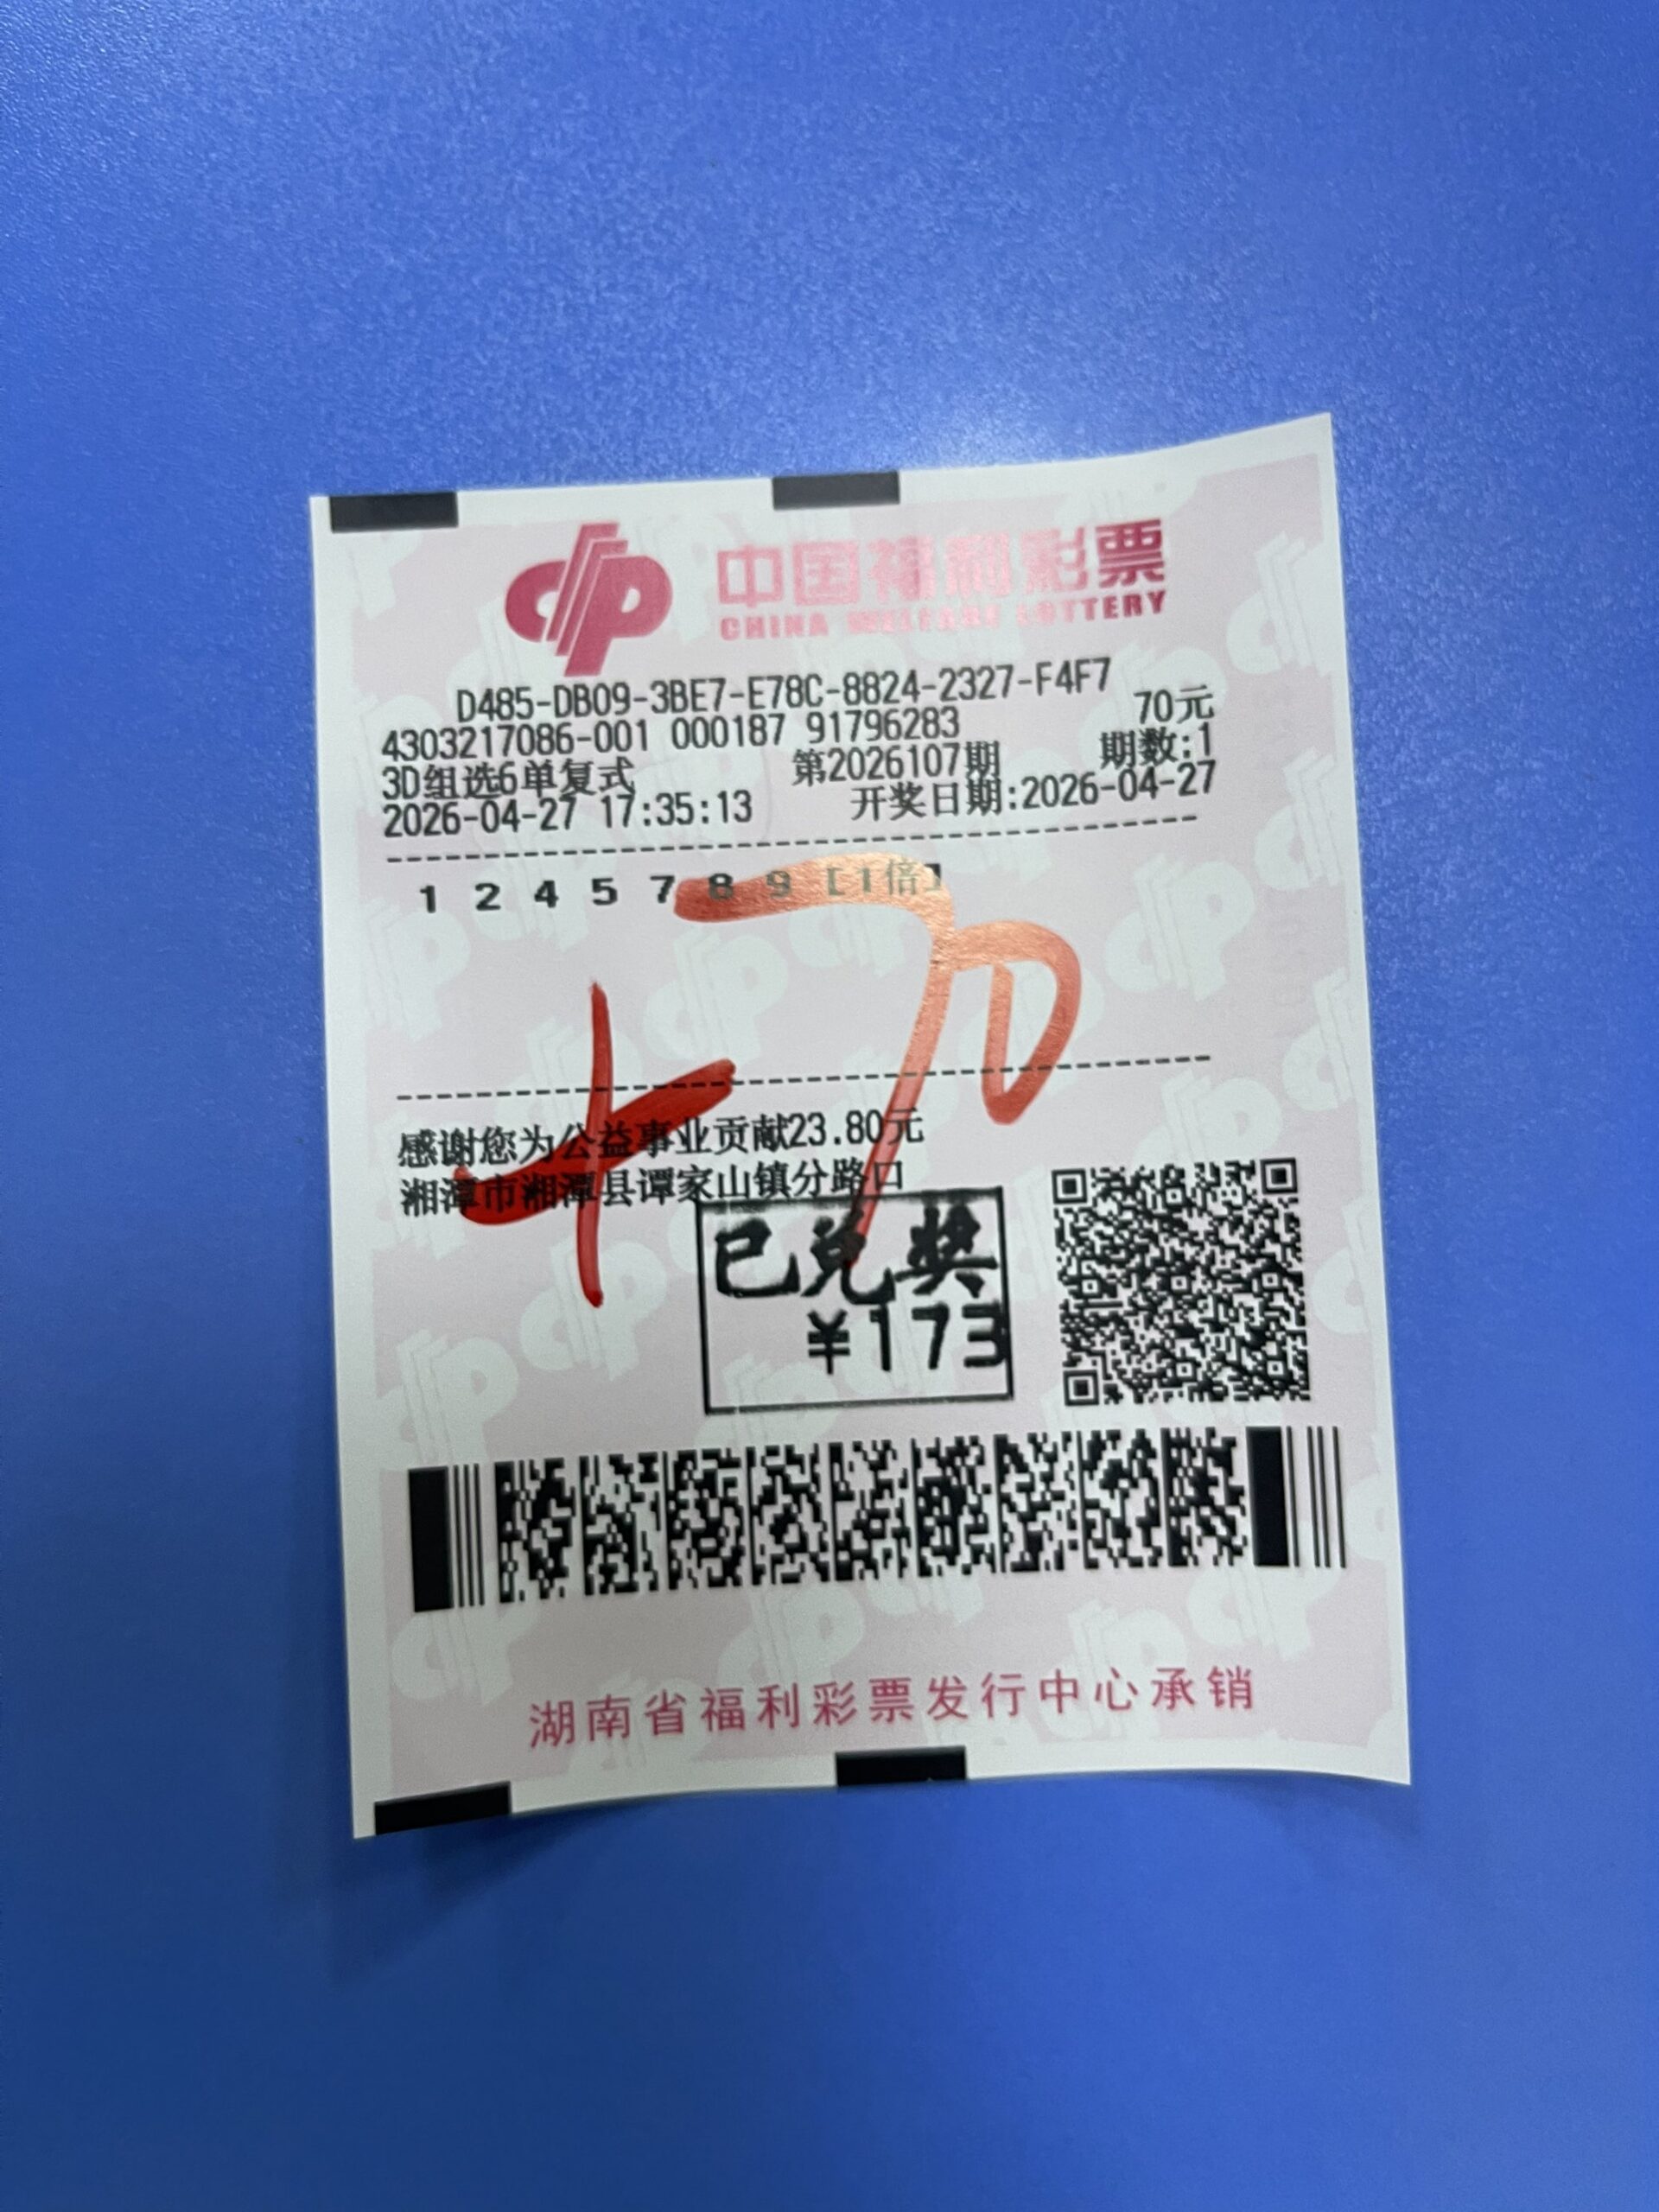 中国福利彩票
CHINA WELFARE LOTTERY
D485-DB09-3BE7-E78C-8824-2327-F4F7
4303217086-001 000187 91796283 70元
3D组选6单复式 第2026107期 期数:1
2026-04-27 17:35:13 开奖日期:2026-04-27
1 2 4 5 7 8 9 [1倍]
+70
感谢您为公益事业贡献23.80元
湘潭市湘潭县谭家山镇分路口
已兑奖
¥173
湖南省福利彩票发行中心承销